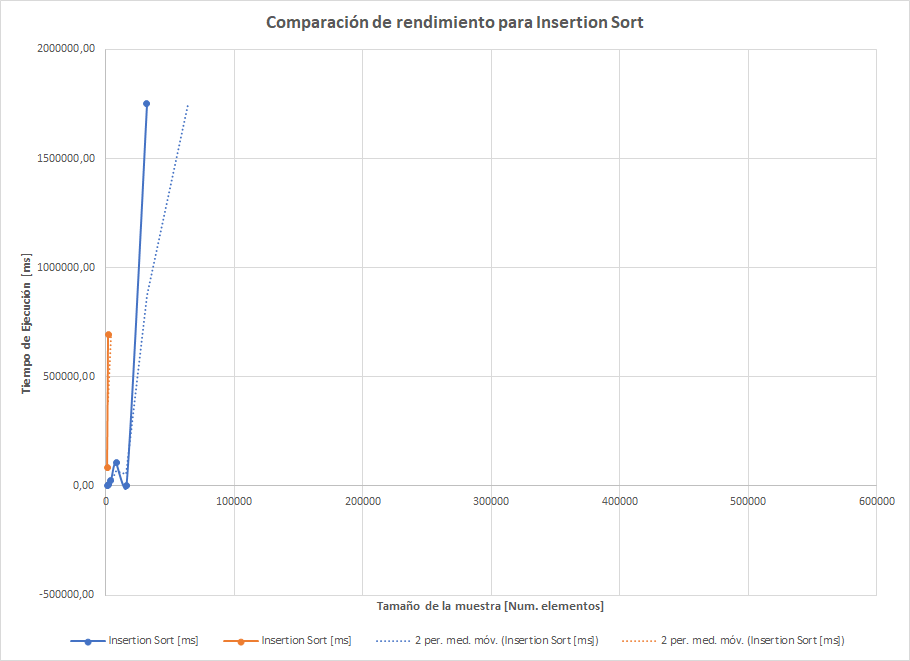 Comparación de rendimiento para Insertion Sort
2000000,00
1500000,00
1000000,00
500000,00
0,00
-500000,00
Tiempo de Ejecución [ms]
0 100000 200000 300000 400000 500000 600000
Tamaño de la muestra [Num. elementos]
Insertion Sort [ms] Insertion Sort [ms] 2 per. med. móv. (Insertion Sort [ms]) 2 per. med. móv. (Insertion Sort [ms])